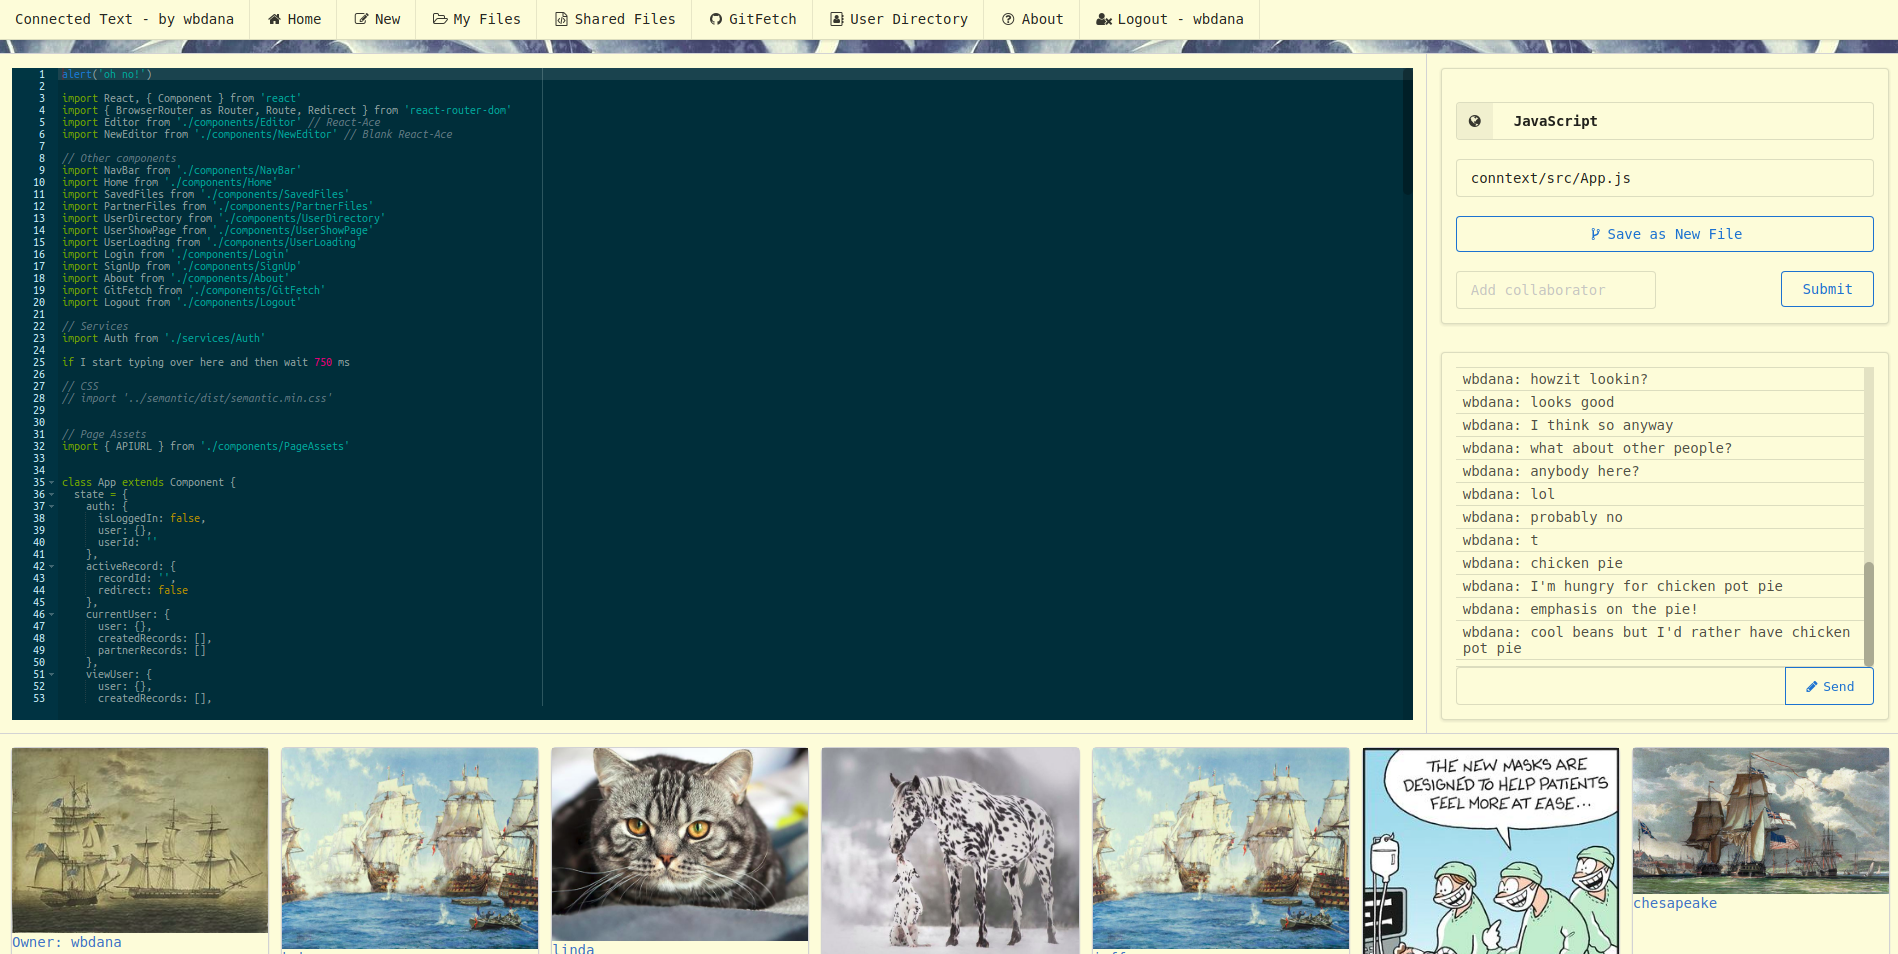 Connected Text - by wbdana
Home
New
My Files
Shared Files
GitFetch
User Directory
About
Logout - wbdana
1 alert('oh no!')
2
3 import React, { Component } from 'react'
4 import { BrowserRouter as Router, Route, Redirect } from 'react-router-dom'
5 import Editor from './components/Editor' // React-Ace
6 import NewEditor from './components/NewEditor' // Blank React-Ace
7
8 // Other components
9 import NavBar from './components/NavBar'
10 import Home from './components/Home'
11 import SavedFiles from './components/SavedFiles'
12 import PartnerFiles from './components/PartnerFiles'
13 import UserDirectory from './components/UserDirectory'
14 import UserShowPage from './components/UserShowPage'
15 import UserLoading from './components/UserLoading'
16 import Login from './components/Login'
17 import SignUp from './components/SignUp'
18 import About from './components/About'
19 import GitFetch from './components/GitFetch'
20 import Logout from './components/Logout'
21
22 // Services
23 import Auth from './services/Auth'
24
25 if I start typing over here and then wait 750 ms
26
27 // CSS
28 // import '../semantic/dist/semantic.min.css'
29
30
31 // Page Assets
32 import { APIURL } from './components/PageAssets'
33
34
35 class App extends Component {
36 state = {
37 auth: {
38 isLoggedIn: false,
39 user: {},
40 userId: ''
41 },
42 activeRecord: {
43 recordId: '',
44 redirect: false
45 },
46 currentUser: {
47 user: {},
48 createdRecords: [],
49 partnerRecords: []
50 },
51 viewUser: {
52 user: {},
53 createdRecords: [],
JavaScript
conntext/src/App.js
Save as New File
Add collaborator
Submit
wbdana: howzit lookin?
wbdana: looks good
wbdana: I think so anyway
wbdana: what about other people?
wbdana: anybody here?
wbdana: lol
wbdana: probably no
wbdana: t
wbdana: chicken pie
wbdana: I'm hungry for chicken pot pie
wbdana: emphasis on the pie!
wbdana: cool beans but I'd rather have chicken
pot pie
Send
THE NEW MASKS ARE
DESIGNED TO HELP PATIENTS
FEEL MORE AT EASE...
Owner: wbdana
linda
chesapeake